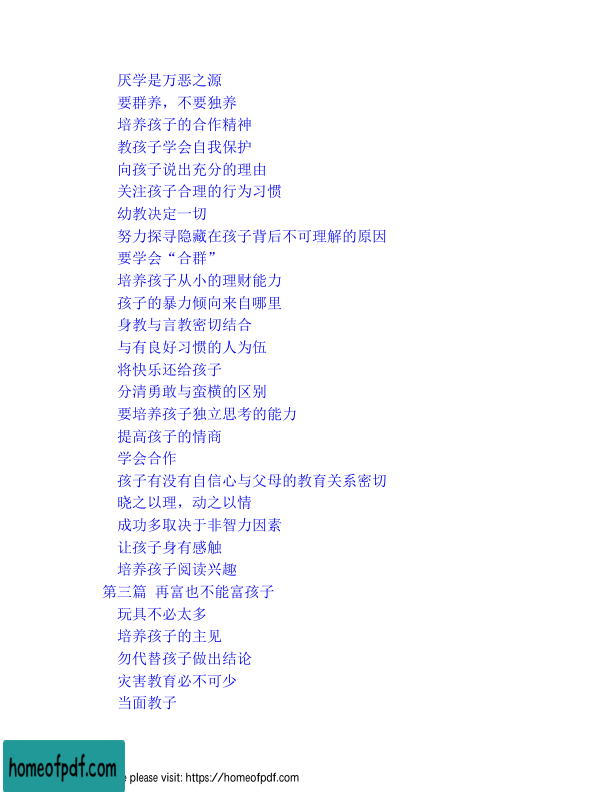 厌学是万恶之源
要群养，不要独养
培养孩子的合作精神
教孩子学会自我保护
向孩子说出充分的理由
关注孩子合理的行为习惯
幼教决定一切
努力探寻隐藏在孩子背后不可理解的原因
要学会“合群”
培养孩子从小的理财能力
孩子的暴力倾向来自哪里
身教与言教密切结合
与有良好习惯的人为伍
将快乐还给孩子
分清勇敢与蛮横的区别
要培养孩子独立思考的能力
提高孩子的情商
学会合作
孩子有没有自信心与父母的教育关系密切
晓之以理，动之以情
成功多取决于非智力因素
让孩子身有感触
培养孩子阅读兴趣
第三篇 再富也不能富孩子
玩具不必太多
培养孩子的主见
勿代替孩子做出结论
灾害教育必不可少
当面教子
homeofpdf.com
please visit: https://homeofpdf.com